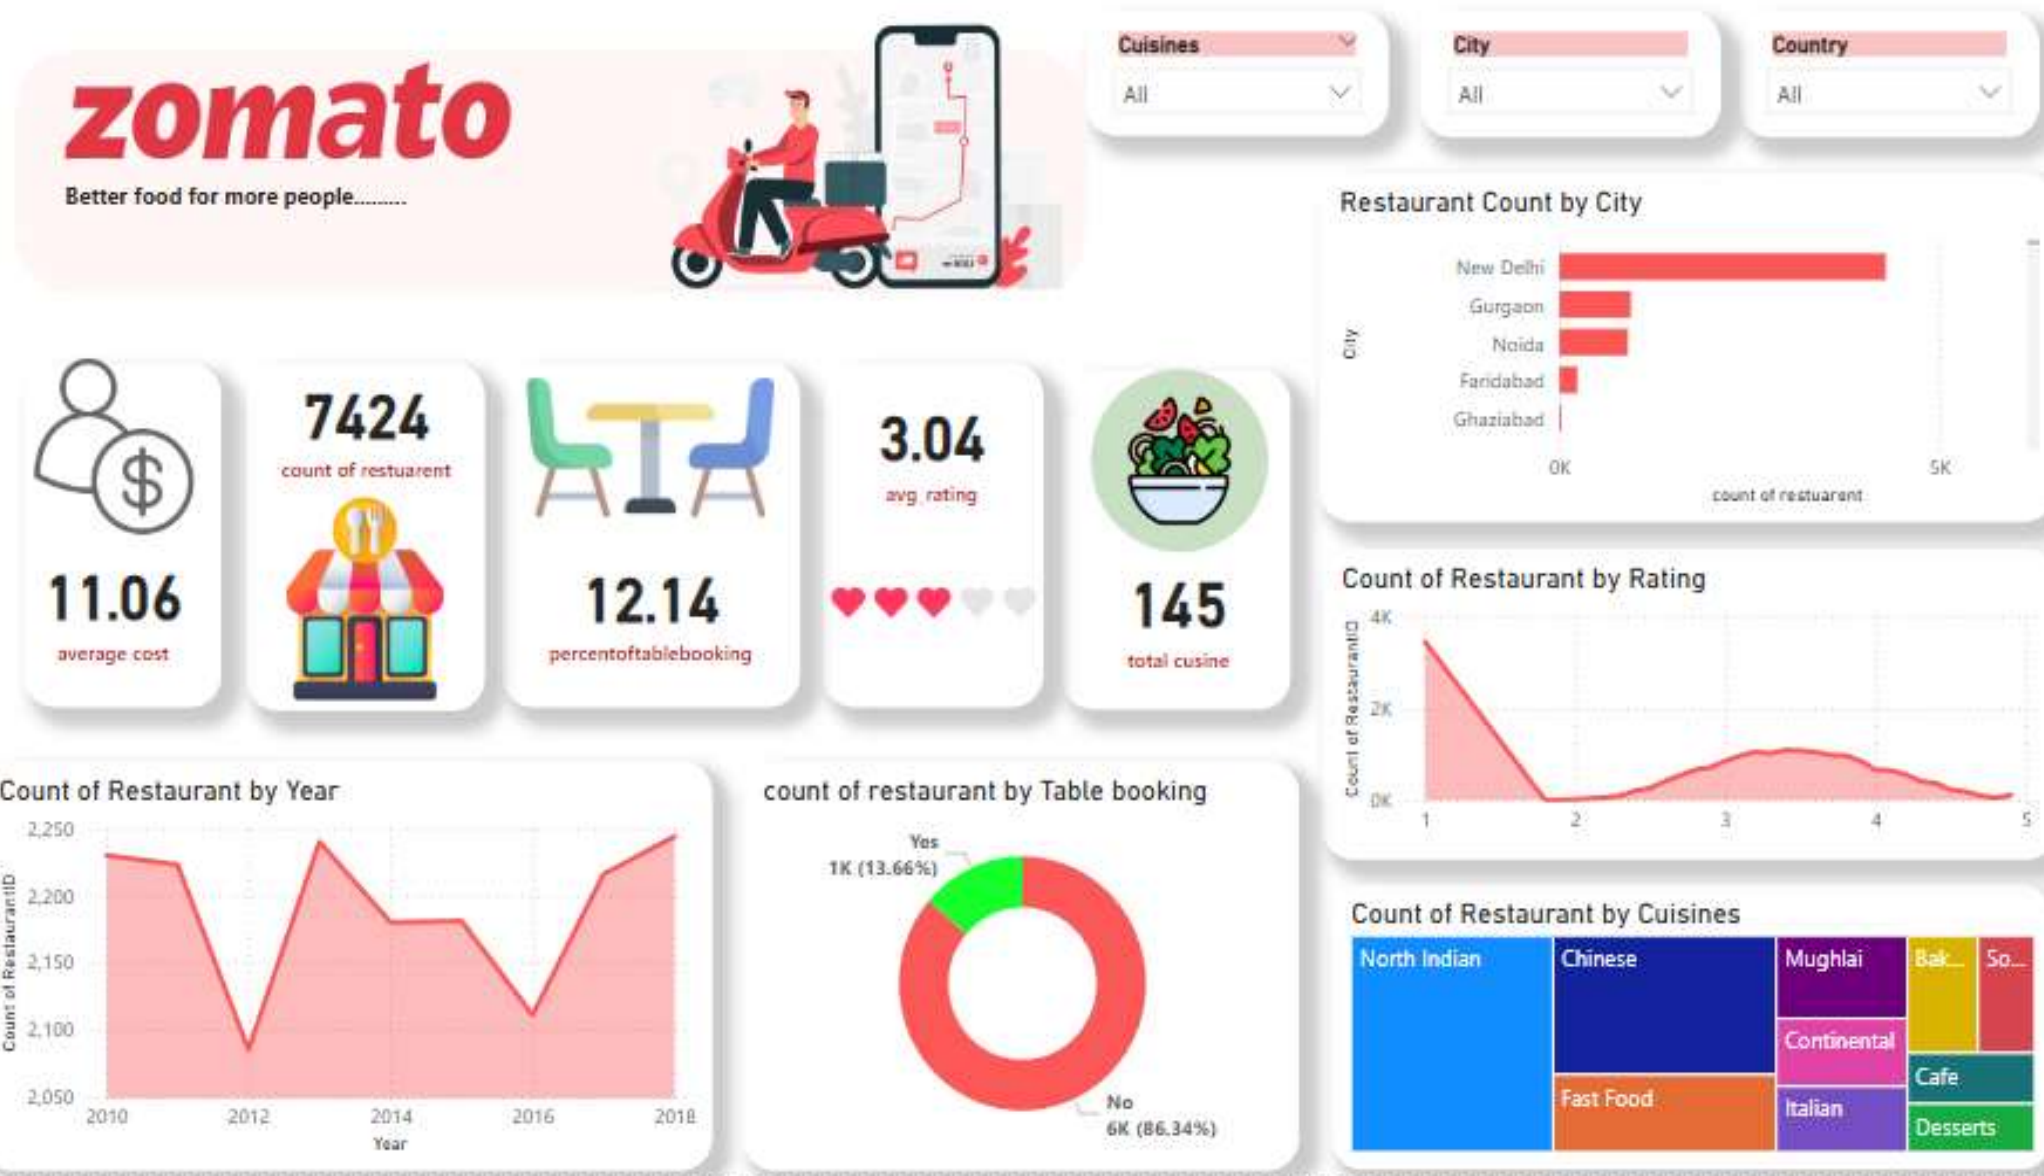 zomato
Better food for more people.........
Cuisines
All
City
All
Country
All
11.06
average cost
7424
count of restuarent
12.14
percentoftablebooking
3.04
avg rating
145
total cusine
Restaurant Count by City
City
New Delhi
Gurgaon
Noida
Faridabad
Ghaziabad
0K
5K
count of restuarent
Count of Restaurant by Rating
Count of RestaurantID
4K
2K
0K
1
2
3
4
5
Count of Restaurant by Year
Count of RestaurantID
2,250
2,200
2,150
2,100
2,050
2010
2012
2014
2016
2018
Year
count of restaurant by Table booking
Yes
1K (13.66%)
No
6K (86.34%)
Count of Restaurant by Cuisines
North Indian
Chinese
Fast Food
Mughlai
Continental
Italian
Bak...
So...
Cafe
Desserts